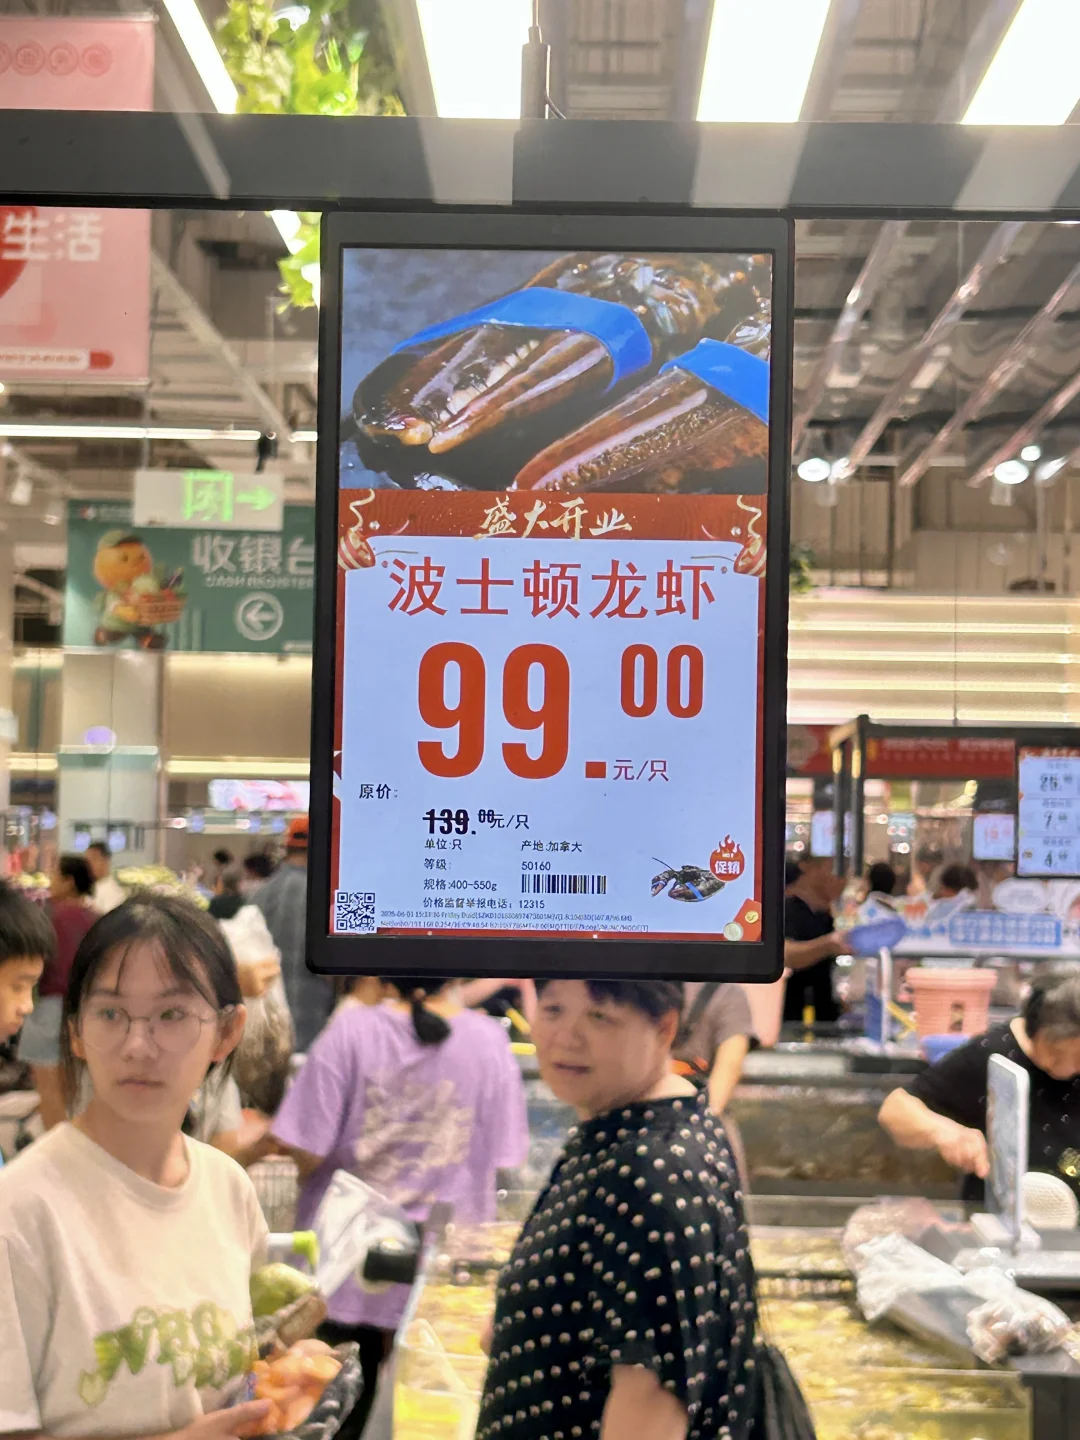 生活
收银台
CASH REGISTER
盛大开业
波士顿龙虾
99.00
元/只
原价:
139.00元/只
单位:只 产地:加拿大
等级: 50160
规格:400-550g
促销
价格监督举报电话：12315